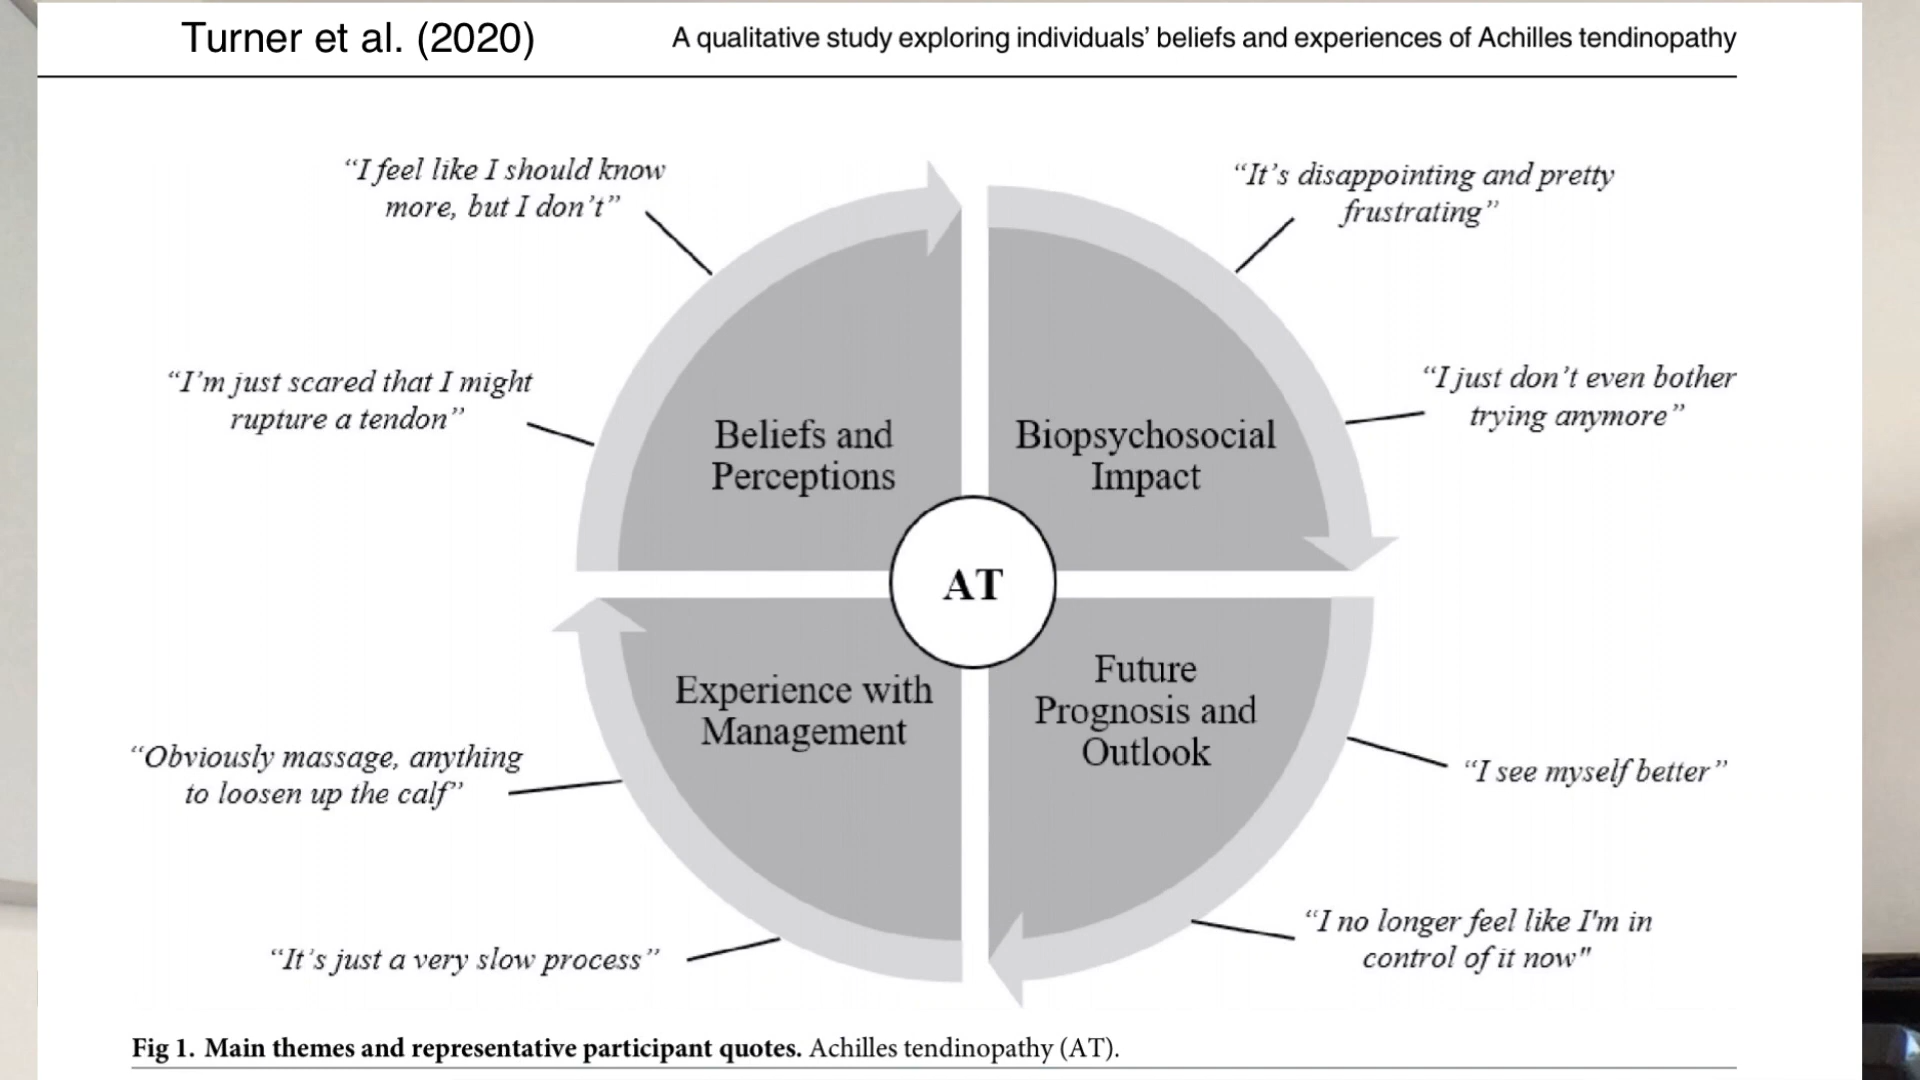 Turner et al. (2020)
A qualitative study exploring individuals’ beliefs and experiences of Achilles tendinopathy
“I feel like I should know
more, but I don’t”
“It’s disappointing and pretty
frustrating”
“I’m just scared that I might
rupture a tendon”
“I just don’t even bother
trying anymore”
Beliefs and
Perceptions
Biopsychosocial
Impact
AT
Experience with
Management
Future
Prognosis and
Outlook
“Obviously massage, anything
to loosen up the calf”
“I see myself better”
“It’s just a very slow process”
“I no longer feel like I'm in
control of it now"
Fig 1. Main themes and representative participant quotes. Achilles tendinopathy (AT).